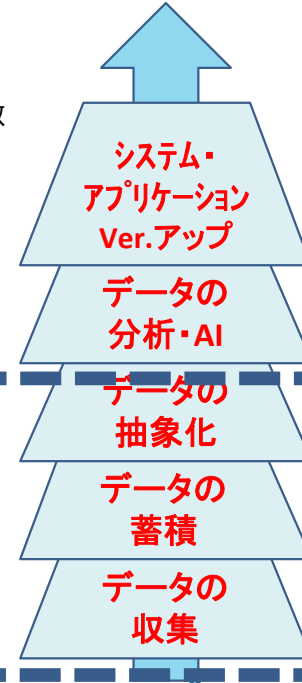 システム・
アプリケーション
Ver.アップ
データの
分析・AI
データの
抽象化
データの
蓄積
データの
収集